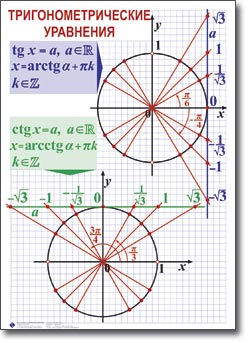 ТРИГОНОМЕТРИЧЕСКИЕ
УРАВНЕНИЯ
tg x = a, a∈ℝ
x=arctg α+πk
k∈ℤ
ctg x=a, a∈ℝ
x=arcctg α+πk
k∈ℤ
y
1
√3
a
1
1/√3
π/6
0
-π/4
0
x
-1/√3
-1
-√3
y
-√3
-1
-1/√3
0
1/√3
1
√3
a
3π/4
π/3
0
1
x